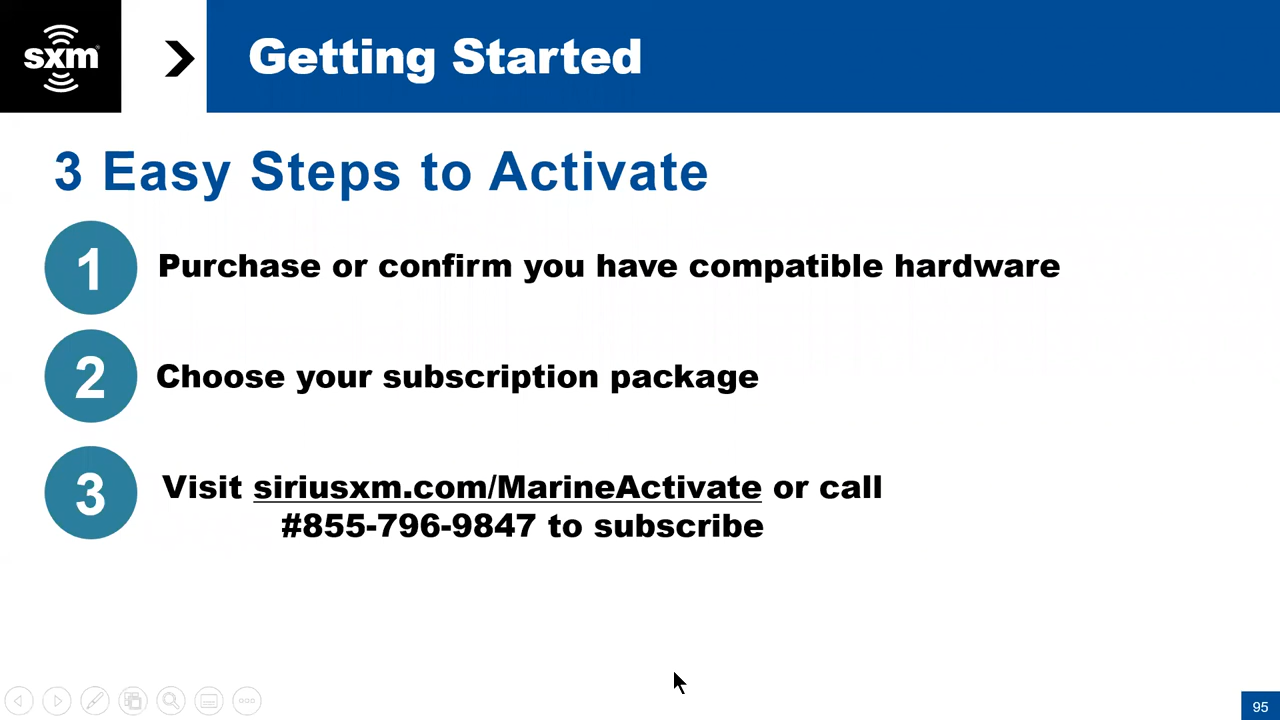 sxm
Getting Started
3 Easy Steps to Activate
1
Purchase or confirm you have compatible hardware
2
Choose your subscription package
3
Visit siriusxm.com/MarineActivate or call
#855-796-9847 to subscribe
95